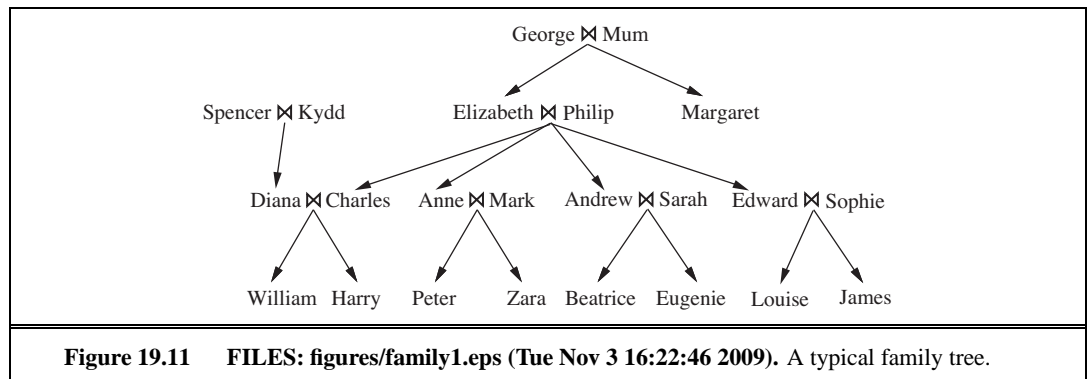 George ⋈ Mum
Spencer ⋈ Kydd Elizabeth ⋈ Philip Margaret
Diana ⋈ Charles Anne ⋈ Mark Andrew ⋈ Sarah Edward ⋈ Sophie
William Harry Peter Zara Beatrice Eugenie Louise James
Figure 19.11 FILES: figures/family1.eps (Tue Nov 3 16:22:46 2009). A typical family tree.